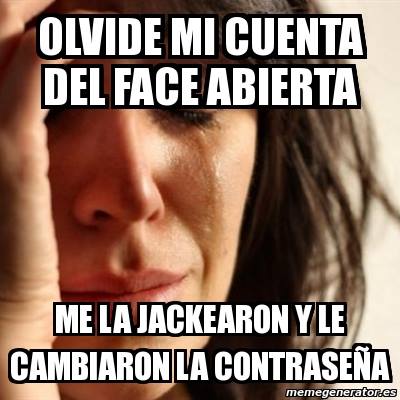 OLVIDE MI CUENTA
DEL FACE ABIERTA
ME LA JACKEARON Y LE
CAMBIARON LA CONTRASEÑA
memegenerator.es